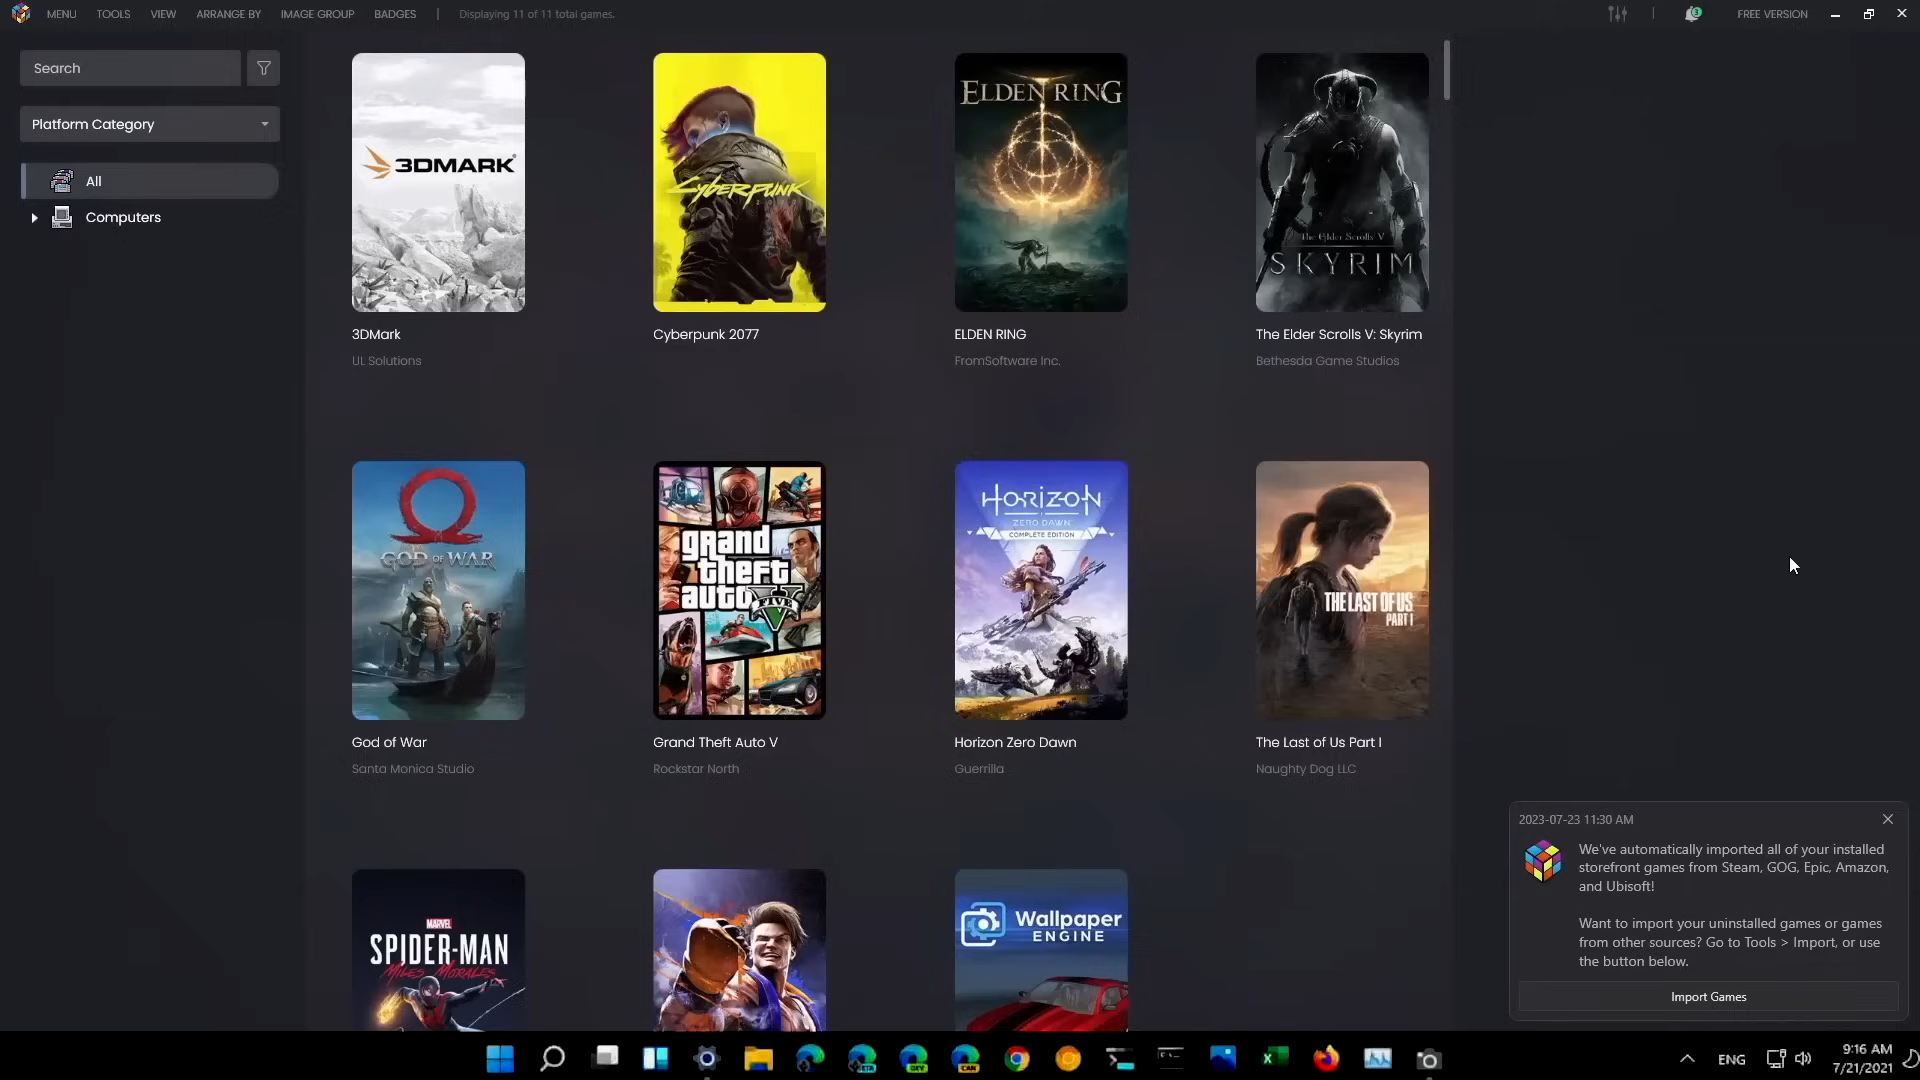 MENU TOOLS VIEW ARRANGE BY IMAGE GROUP BADGES | Displaying 11 of 11 total games. | 3 FREE VERSION
Search
Platform Category
All
Computers
3DMARK
3DMark
UL Solutions
Cyberpunk
Cyberpunk 2077
ELDEN RING
ELDEN RING
FromSoftware Inc.
The Elder Scrolls V
SKYRIM
The Elder Scrolls V: Skyrim
Bethesda Game Studios
GOD OF WAR
God of War
Santa Monica Studio
grand
theft
auto
FIVE
Grand Theft Auto V
Rockstar North
HORIZON
ZERO DAWN
COMPLETE EDITION
Horizon Zero Dawn
Guerrilla
THE LAST OF US
PART I
The Last of Us Part I
Naughty Dog LLC
MARVEL
SPIDER-MAN
MILES MORALES
Wallpaper
ENGINE
2023-07-23 11:30 AM
We've automatically imported all of your installed
storefront games from Steam, GOG, Epic, Amazon,
and Ubisoft!
Want to import your uninstalled games or games
from other sources? Go to Tools > Import, or use
the button below.
Import Games
BETA DEV CAN
ENG
9:16 AM
7/21/2021